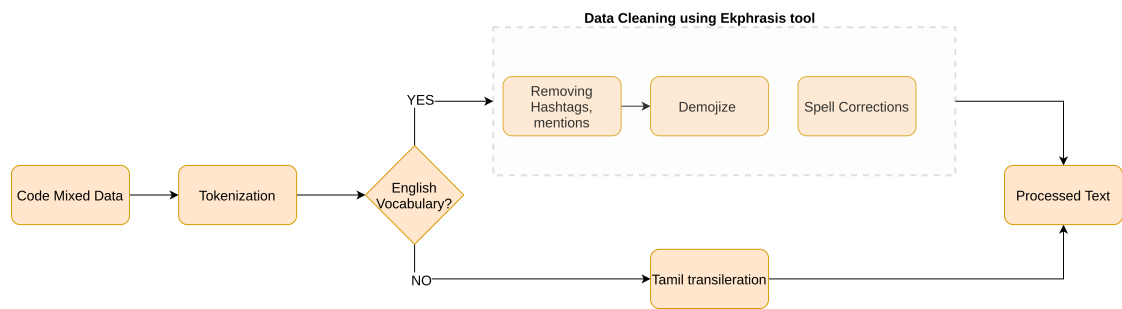 Data Cleaning using Ekphrasis tool
YES
Removing
Hashtags,
mentions
Demojize
Spell Corrections
Code Mixed Data
Tokenization
English
Vocabulary?
Processed Text
NO
Tamil transileration